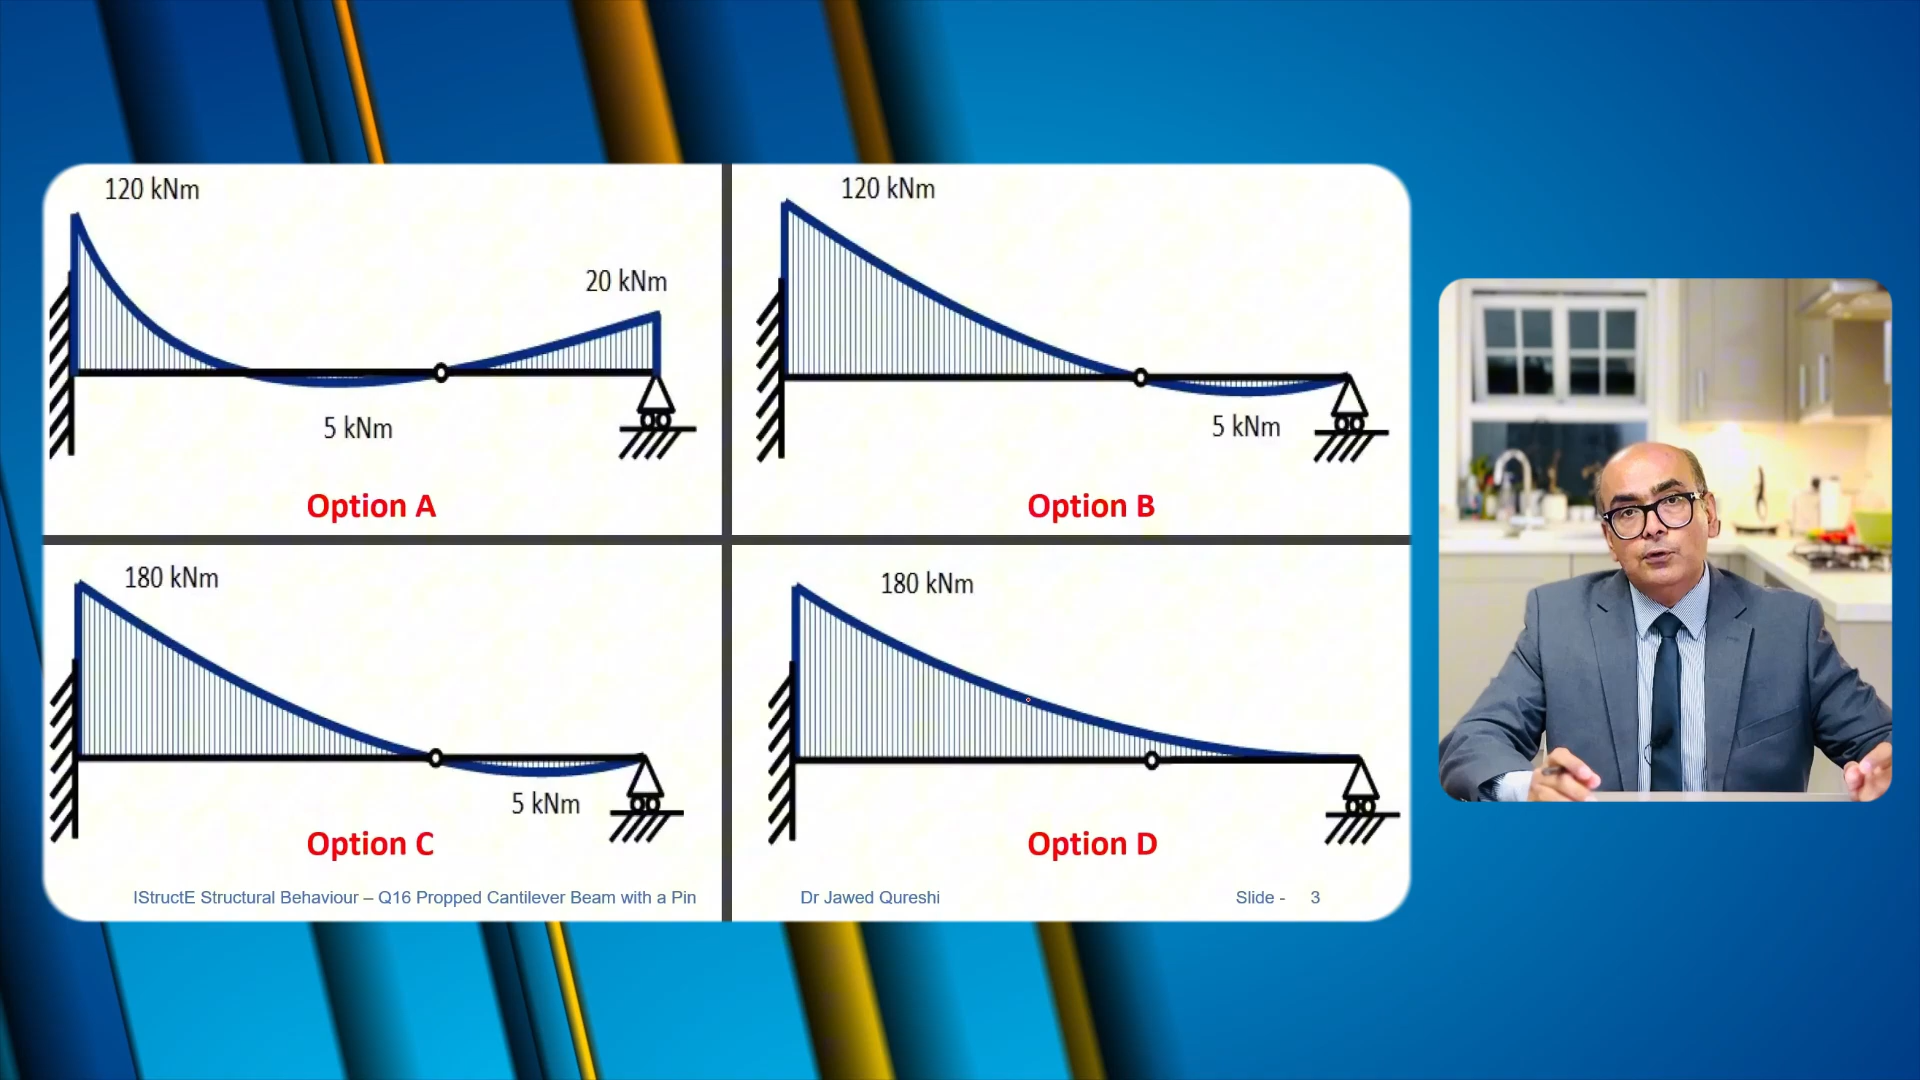 120 kNm
20 kNm
5 kNm
Option A
120 kNm
5 kNm
Option B
180 kNm
5 kNm
Option C
180 kNm
Option D
IStructE Structural Behaviour – Q16 Propped Cantilever Beam with a Pin
Dr Jawed Qureshi
Slide - 3